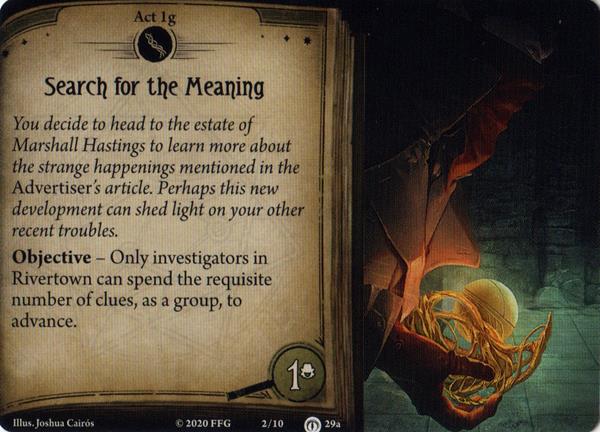 Act 1g
Search for the Meaning
You decide to head to the estate of
Marshall Hastings to learn more about
the strange happenings mentioned in the
Advertiser's article. Perhaps this new
development can shed light on your other
recent troubles.
Objective – Only investigators in
Rivertown can spend the requisite
number of clues, as a group, to
advance.
1
Illus. Joshua Cairós © 2020 FFG 2/10 29a